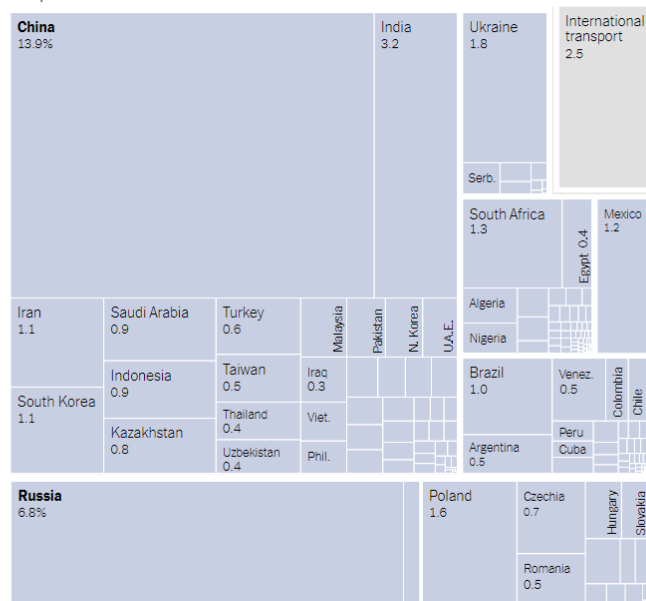 China
13.9%
India
3.2
Ukraine
1.8
International
transport
2.5
Serb.
South Africa
1.3
Egypt 0.4
Mexico
1.2
Algeria
Nigeria
Iran
1.1
Saudi Arabia
0.9
Turkey
0.6
Malaysia
Pakistan
N. Korea
U.A.E.
Indonesia
0.9
Taiwan
0.5
Iraq
0.3
South Korea
1.1
Kazakhstan
0.8
Thailand
0.4
Viet.
Uzbekistan
0.4
Phil.
Brazil
1.0
Venez.
0.5
Colombia
Chile
Argentina
0.5
Peru
Cuba
Russia
6.8%
Poland
1.6
Czechia
0.7
Hungary
Slovakia
Romania
0.5